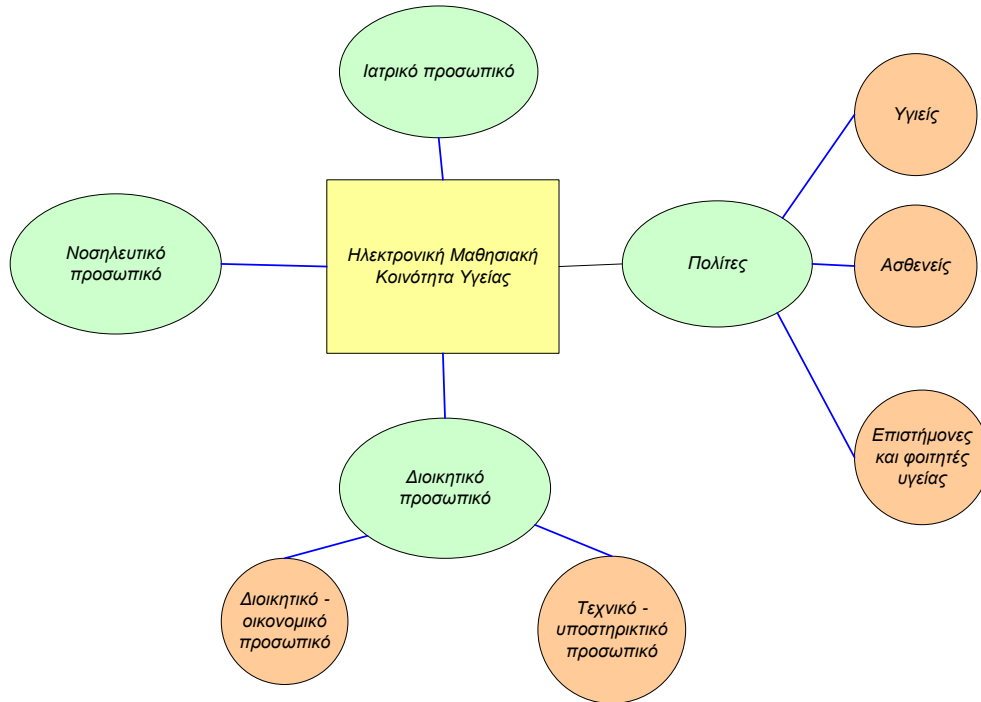 Ιατρικό προσωπικό
Υγιείς
Νοσηλευτικό
προσωπικό
Ηλεκτρονική Μαθησιακή
Κοινότητα Υγείας
Πολίτες
Ασθενείς
Επιστήμονες
και φοιτητές
υγείας
Διοικητικό
προσωπικό
Διοικητικό -
οικονομικό
προσωπικό
Τεχνικό -
υποστηρικτικό
προσωπικό